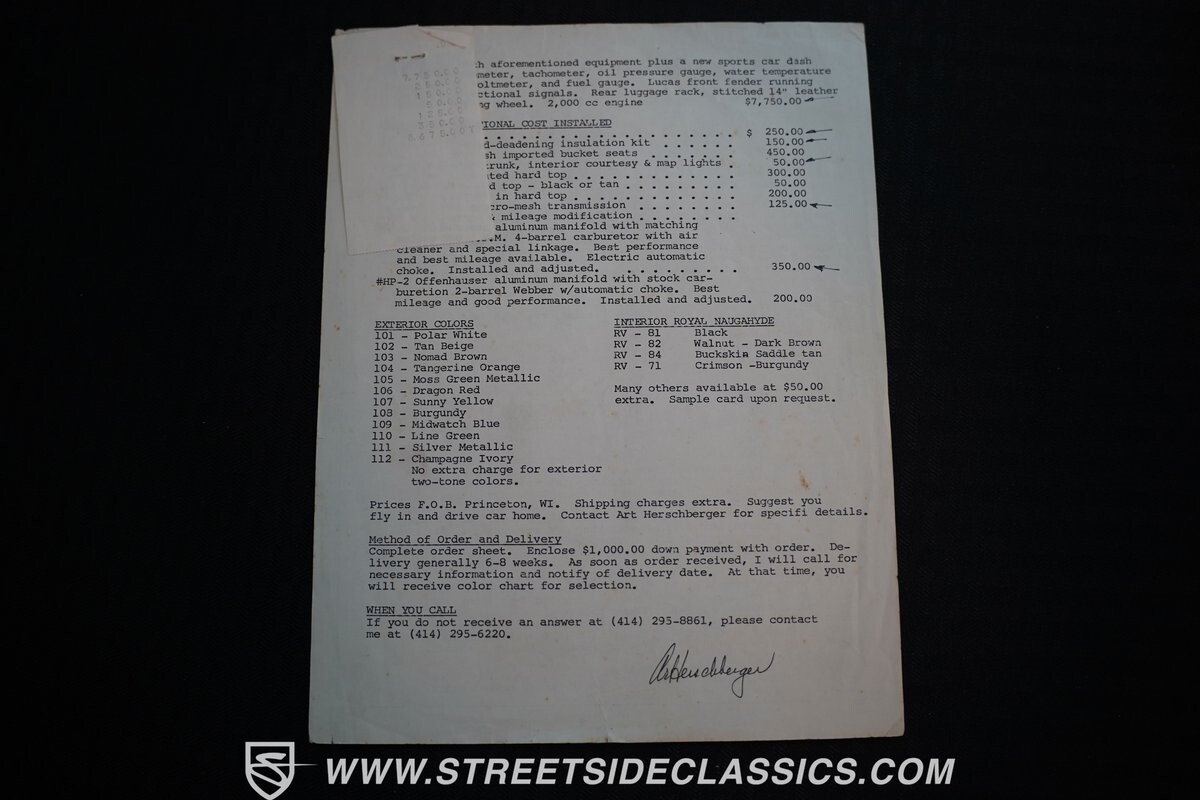 h aforementioned equipment plus a new sports car dash
meter, tachometer, oil pressure gauge, water temperature
oltmeter, and fuel gauge. Lucas front fender running
ctional signals. Rear luggage rack, stitched 14" leather
ng wheel. 2,000 cc engine $7,750.00
IONAL COST INSTALLED
. . . . . . . . . . . . . . . . . . $ 250.00
d-deadening insulation kit . . . . . . 150.00
sh imported bucket seats . . . . . . . 450.00
trunk, interior courtesy & map lights . 50.00
ted hard top . . . . . . . . . . . . . 300.00
d top - black or tan . . . . . . . . . 50.00
in hard top . . . . . . . . . . . . . 200.00
cro-mesh transmission . . . . . . . . 125.00
mileage modification . . . . . . . . .
aluminum manifold with matching
.M. 4-barrel carburetor with air
cleaner and special linkage. Best performance
and best mileage available. Electric automatic
choke. Installed and adjusted. . . . . . . . . . 350.00
#HP-2 Offenhauser aluminum manifold with stock car-
buretion 2-barrel Webber w/automatic choke. Best
mileage and good performance. Installed and adjusted. 200.00
EXTERIOR COLORS
101 - Polar White
102 - Tan Beige
103 - Nomad Brown
104 - Tangerine Orange
105 - Moss Green Metallic
106 - Dragon Red
107 - Sunny Yellow
108 - Burgundy
109 - Midwatch Blue
110 - Line Green
111 - Silver Metallic
112 - Champagne Ivory
No extra charge for exterior
two-tone colors.
INTERIOR ROYAL NAUGAHYDE
RV - 81 Black
RV - 82 Walnut - Dark Brown
RV - 84 Buckskin Saddle tan
RV - 71 Crimson -Burgundy
Many others available at $50.00
extra. Sample card upon request.
Prices F.O.B. Princeton, WI. Shipping charges extra. Suggest you
fly in and drive car home. Contact Art Herschberger for specifi details.
Method of Order and Delivery
Complete order sheet. Enclose $1,000.00 down payment with order. De-
livery generally 6-8 weeks. As soon as order received, I will call for
necessary information and notify of delivery date. At that time, you
will receive color chart for selection.
WHEN YOU CALL
If you do not receive an answer at (414) 295-8861, please contact
me at (414) 295-6220.
Art Herschberger
WWW.STREETSIDECLASSICS.COM